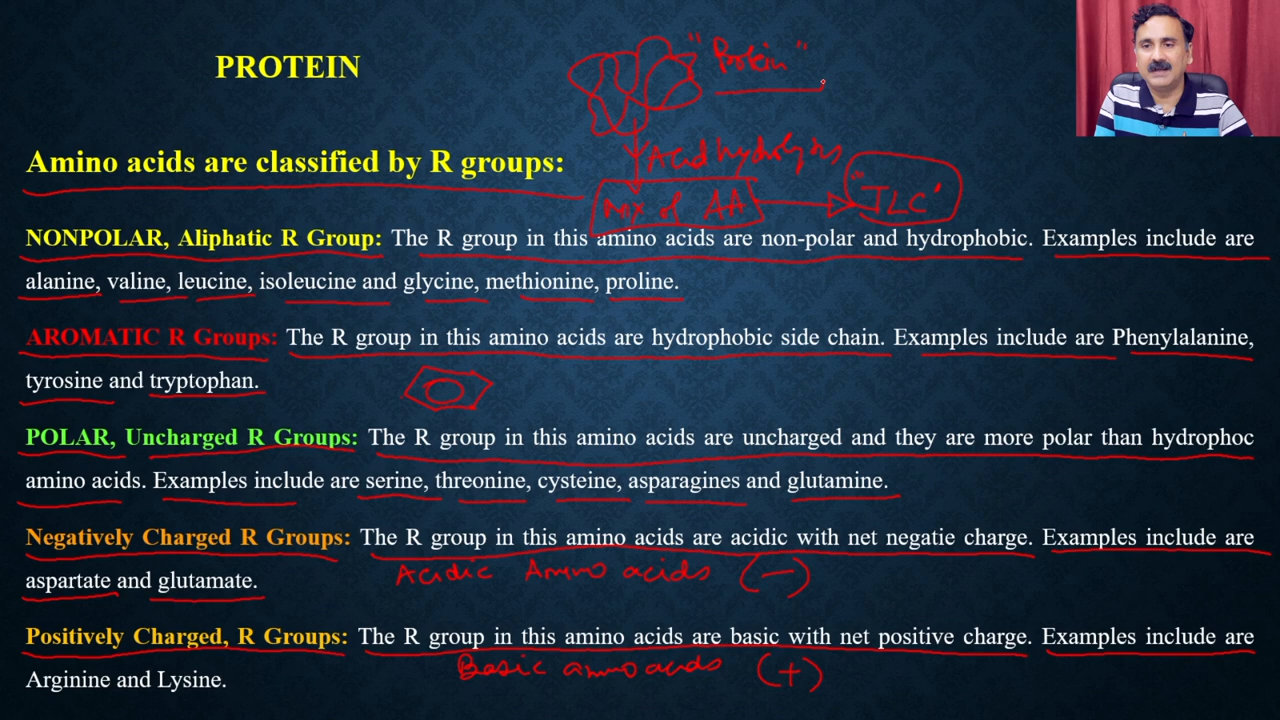 PROTEIN
"Protein"
Amino acids are classified by R groups:
Acid hydrolysis
Mix of AA
"TLC"
NONPOLAR, Aliphatic R Group: The R group in this amino acids are non-polar and hydrophobic. Examples include are
alanine, valine, leucine, isoleucine and glycine, methionine, proline.
AROMATIC R Groups: The R group in this amino acids are hydrophobic side chain. Examples include are Phenylalanine,
tyrosine and tryptophan.
POLAR, Uncharged R Groups: The R group in this amino acids are uncharged and they are more polar than hydrophoc
amino acids. Examples include are serine, threonine, cysteine, asparagines and glutamine.
Negatively Charged R Groups: The R group in this amino acids are acidic with net negatie charge. Examples include are
aspartate and glutamate.
Acidic Amino acids (-)
Positively Charged, R Groups: The R group in this amino acids are basic with net positive charge. Examples include are
Basic amino acids (+)
Arginine and Lysine.